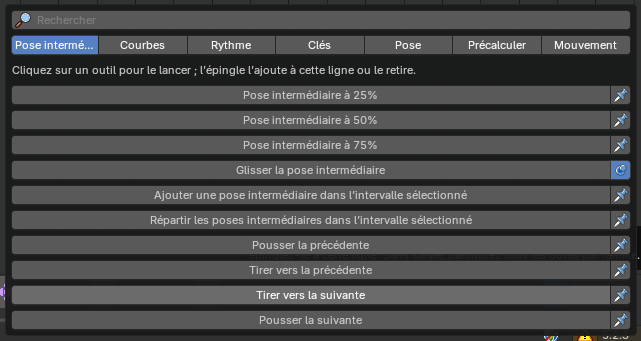 Rechercher
Pose intermé... Courbes Rythme Clés Pose Précalculer Mouvement
Cliquez sur un outil pour le lancer ; l'épingle l'ajoute à cette ligne ou le retire.
Pose intermédiaire à 25%
Pose intermédiaire à 50%
Pose intermédiaire à 75%
Glisser la pose intermédiaire
Ajouter une pose intermédiaire dans l'intervalle sélectionné
Répartir les poses intermédiaires dans l'intervalle sélectionné
Pousser la précédente
Tirer vers la précédente
Tirer vers la suivante
Pousser la suivante